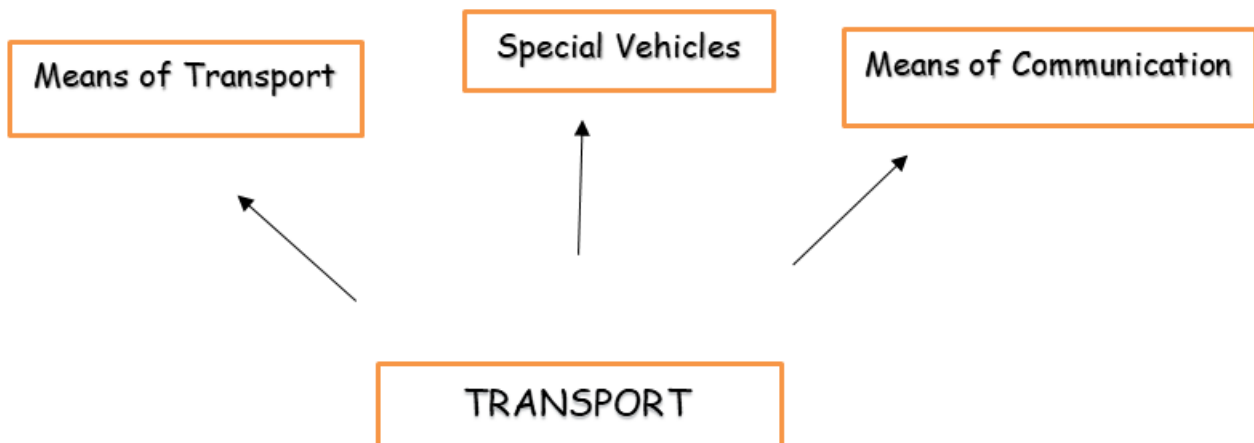 Means of Transport
Special Vehicles
Means of Communication
TRANSPORT